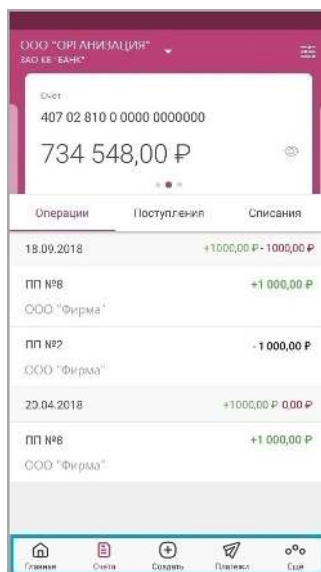 ООО "ОРГАНИЗАЦИЯ"
ЗАО КБ "БАНК"
Счет
407 02 810 0 0000 0000000
734 548,00 ₽
Операции Поступления Списания
18.09.2018 +1000,00 ₽ - 1000,00 ₽
ПП №8 +1 000,00 ₽
ООО "Фирма"
ПП №2 - 1 000,00 ₽
ООО "Фирма"
20.04.2018 +1000,00 ₽ 0,00 ₽
ПП №8 +1 000,00 ₽
ООО "Фирма"
Главная Счета Создать Платежи Ещё